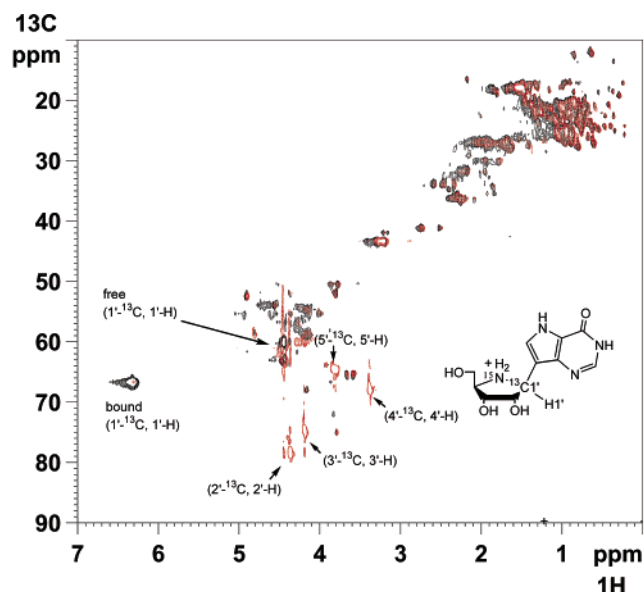 13C
ppm
20
30
40
50
60
70
80
90
7
6
5
4
3
2
1
ppm
1H
free
(1'-13C, 1'-H)
bound
(1'-13C, 1'-H)
(5'-13C, 5'-H)
(4'-13C, 4'-H)
(3'-13C, 3'-H)
(2'-13C, 2'-H)
H
N
O
NH
N
+
15N H2
HO
13C1'
OH OH
H1'